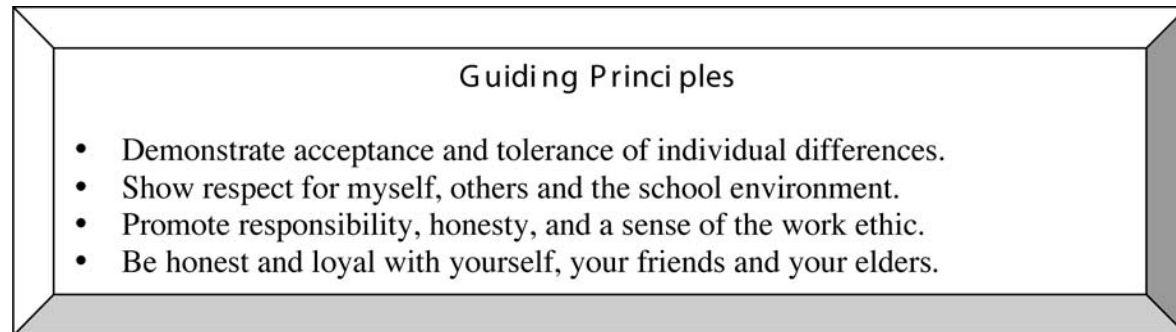 Guiding Principles
• Demonstrate acceptance and tolerance of individual differences.
• Show respect for myself, others and the school environment.
• Promote responsibility, honesty, and a sense of the work ethic.
• Be honest and loyal with yourself, your friends and your elders.